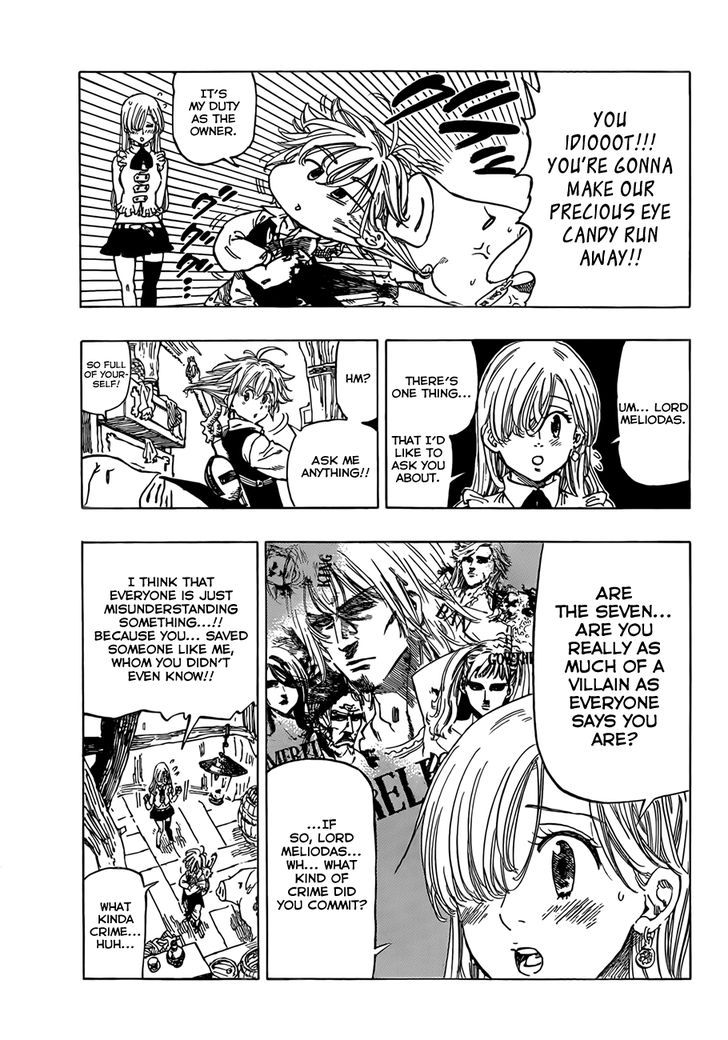 YOU
IDIOOOT!!!
YOU'RE GONNA
MAKE OUR
PRECIOUS EYE
CANDY RUN
AWAY!!
IT'S
MY DUTY
AS THE
OWNER.
UM... LORD
MELIODAS.
THERE'S
ONE THING...
THAT I'D
LIKE TO
ASK YOU
ABOUT.
HM?
ASK ME
ANYTHING!!
SO FULL
OF YOUR-
SELF!
ARE
THE SEVEN...
ARE YOU
REALLY AS
MUCH OF A
VILLAIN AS
EVERYONE
SAYS YOU
ARE?
KING
BAN
...IF
SO, LORD
MELIODAS...
WH... WHAT
KIND OF
CRIME DID
YOU COMMIT?
I THINK THAT
EVERYONE IS JUST
MISUNDERSTANDING
SOMETHING...!!
BECAUSE YOU... SAVED
SOMEONE LIKE ME,
WHOM YOU DIDN'T
EVEN KNOW!!
WHAT
KINDA
CRIME...
HUH...